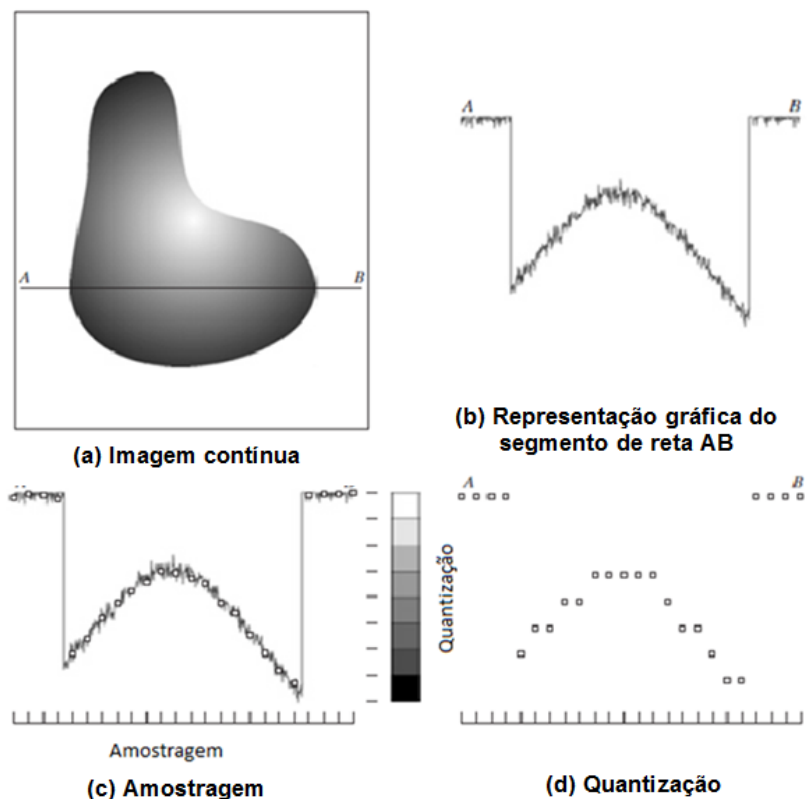 A B
(a) Imagem contínua
A B
(b) Representação gráfica do
segmento de reta AB
Quantização
Amostragem
(c) Amostragem
A B
(d) Quantização